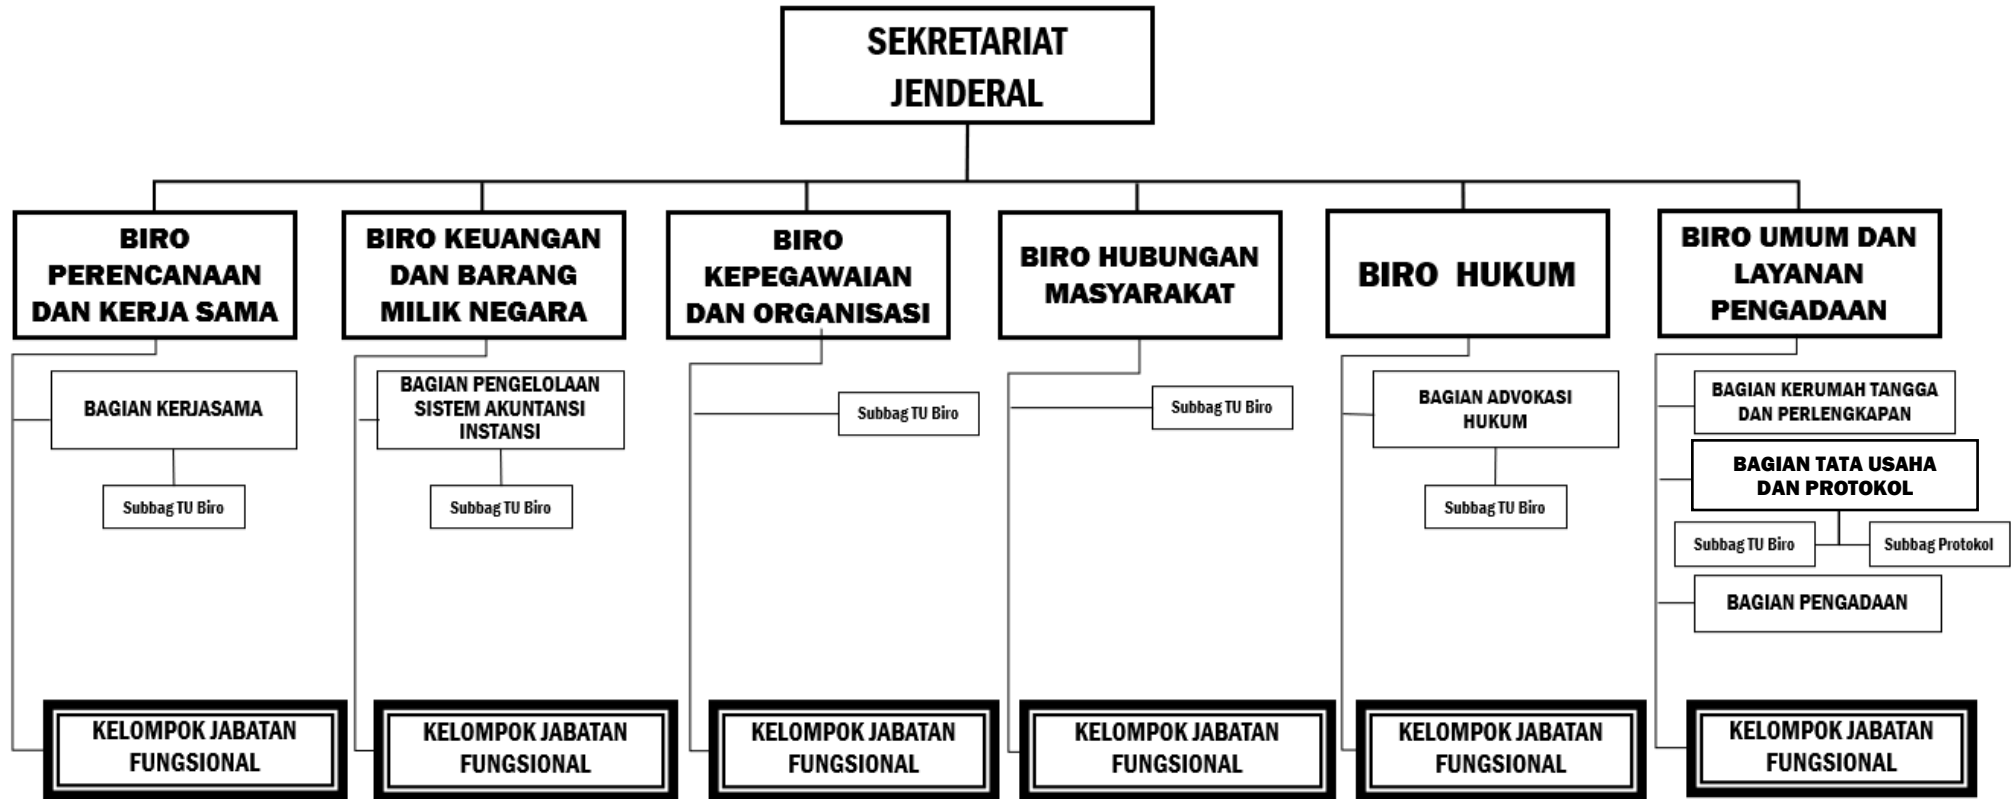 SEKRETARIAT
JENDERAL
BIRO
PERENCANAAN
DAN KERJA SAMA
BIRO KEUANGAN
DAN BARANG
MILIK NEGARA
BIRO
KEPEGAWAIAN
DAN ORGANISASI
BIRO HUBUNGAN
MASYARAKAT
BIRO HUKUM
BIRO UMUM DAN
LAYANAN
PENGADAAN
BAGIAN KERJASAMA
Subbag TU Biro
BAGIAN PENGELOLAAN
SISTEM AKUNTANSI
INSTANSI
Subbag TU Biro
Subbag TU Biro
Subbag TU Biro
BAGIAN ADVOKASI
HUKUM
Subbag TU Biro
BAGIAN KERUMAH TANGGA
DAN PERLENGKAPAN
BAGIAN TATA USAHA
DAN PROTOKOL
Subbag TU Biro
Subbag Protokol
BAGIAN PENGADAAN
KELOMPOK JABATAN
FUNGSIONAL
KELOMPOK JABATAN
FUNGSIONAL
KELOMPOK JABATAN
FUNGSIONAL
KELOMPOK JABATAN
FUNGSIONAL
KELOMPOK JABATAN
FUNGSIONAL
KELOMPOK JABATAN
FUNGSIONAL